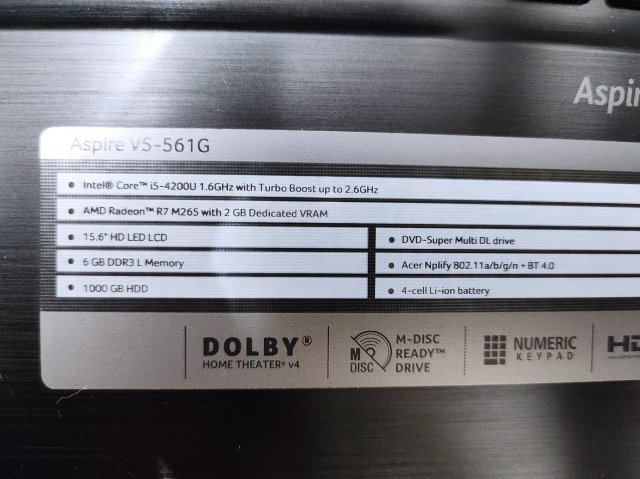 Aspire
Aspire V5-561G
• Intel® Core™ i5-4200U 1.6GHz with Turbo Boost up to 2.6GHz
• AMD Radeon™ R7 M265 with 2 GB Dedicated VRAM
• 15.6" HD LED LCD
• DVD-Super Multi DL drive
• 6 GB DDR3 L Memory
• Acer Nplify 802.11a/b/g/n + BT 4.0
• 1000 GB HDD
• 4-cell Li-ion battery
DOLBY®
HOME THEATER® v4
M
DISC
M-DISC
READY™
DRIVE
NUMERIC
KEYPAD